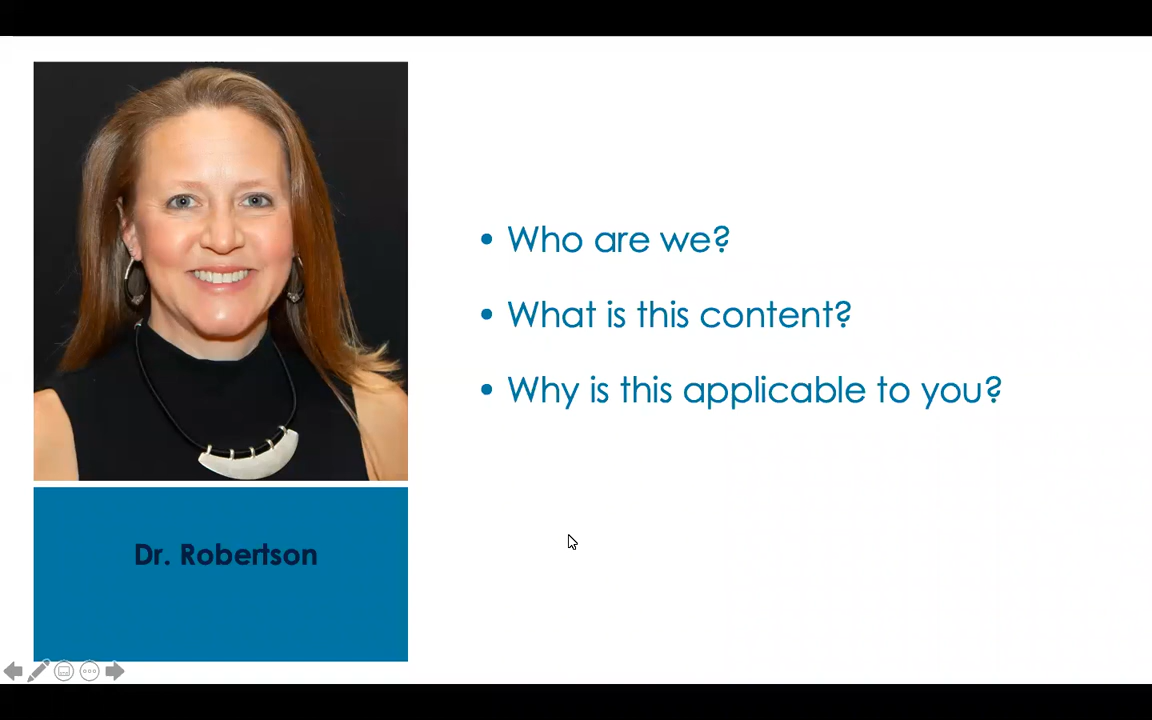 • Who are we?
• What is this content?
• Why is this applicable to you?
Dr. Robertson